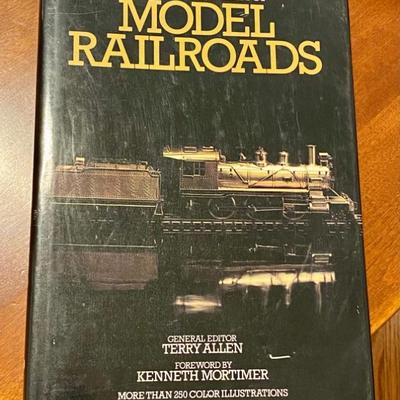 MODEL
RAILROADS
GENERAL EDITOR
TERRY ALLEN
FOREWORD BY
KENNETH MORTIMER
MORE THAN 250 COLOR ILLUSTRATIONS